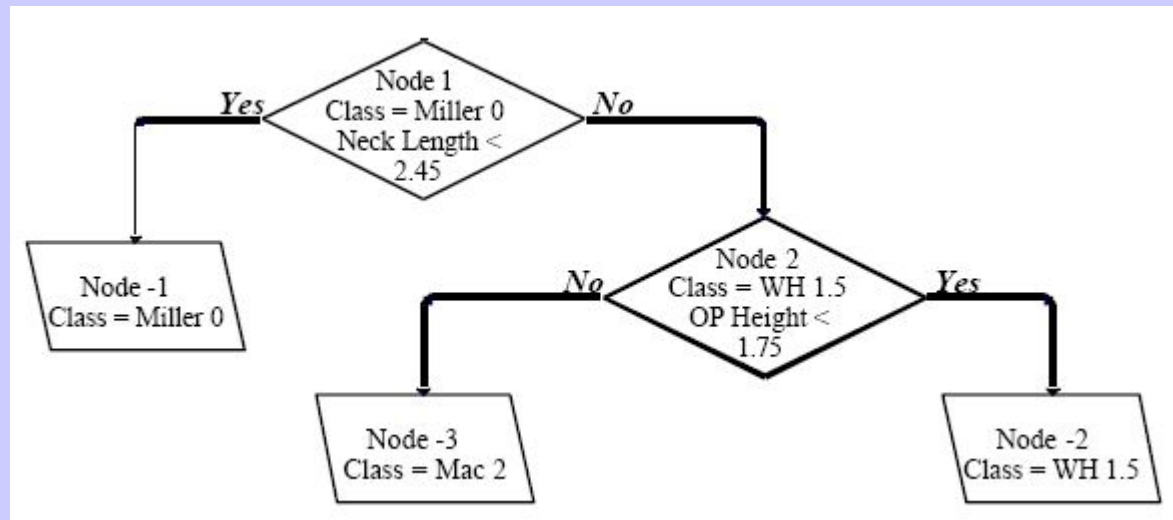 Node 1
Class = Miller 0
Neck Length <
2.45
Yes
No
Node -1
Class = Miller 0
Node 2
Class = WH 1.5
OP Height <
1.75
No
Yes
Node -3
Class = Mac 2
Node -2
Class = WH 1.5